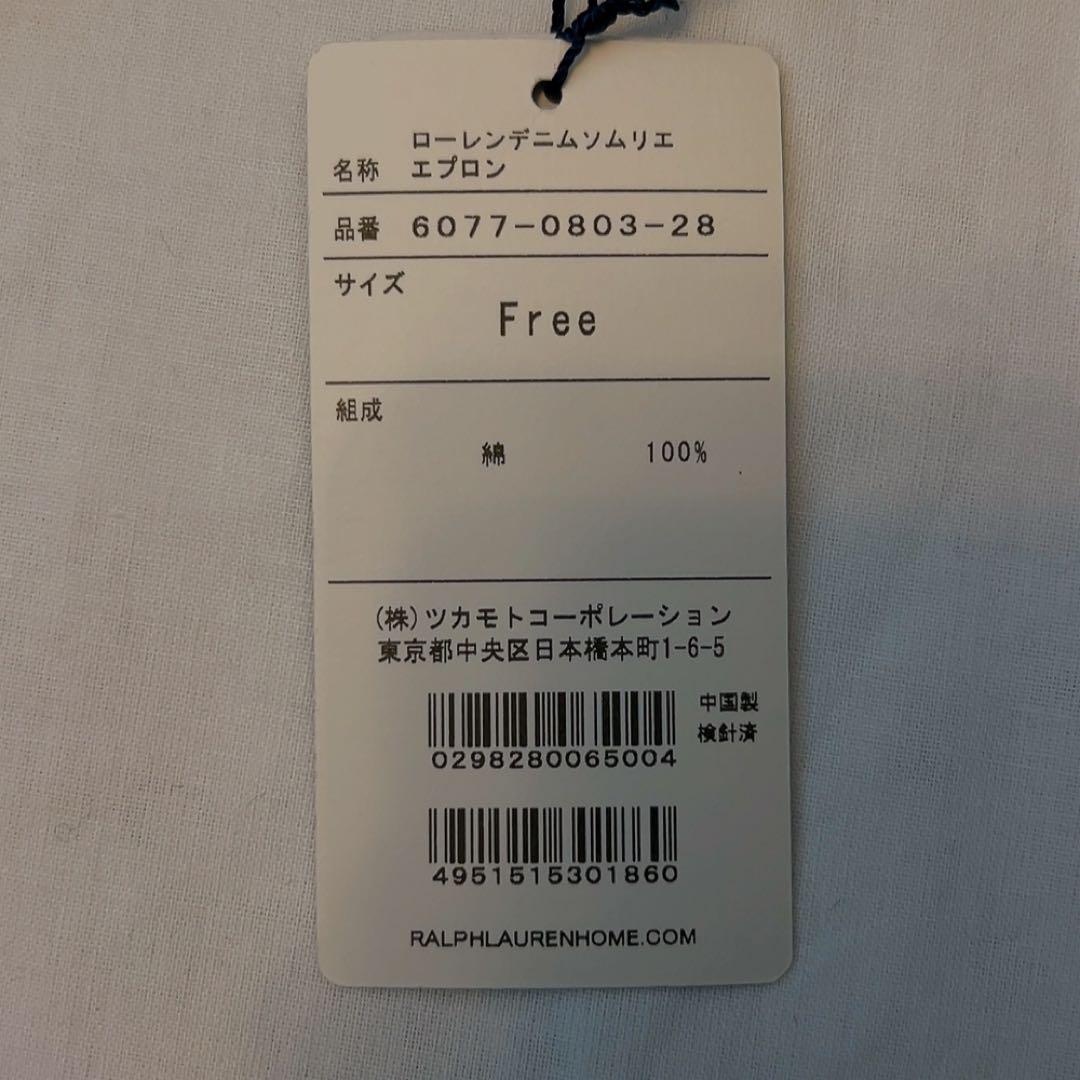 ローレンデニムソムリエ
名称 エプロン
品番 6077-0803-28
サイズ
Free
組成
綿 100%
(株)ツカモトコーポレーション
東京都中央区日本橋本町1-6-5
中国製
検針済
0298280065004
4951515301860
RALPHLAURENHOME.COM